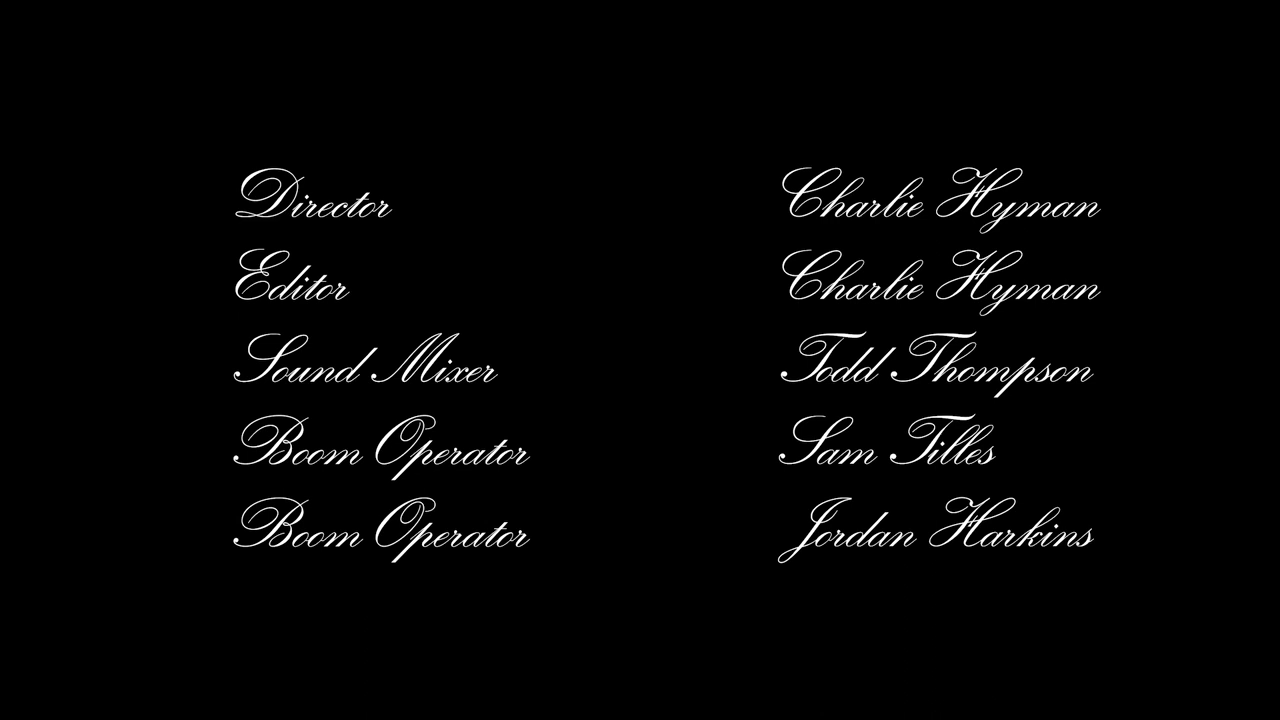 Director Charlie Hyman
Editor Charlie Hyman
Sound Mixer Todd Thompson
Boom Operator Sam Tilles
Boom Operator Jordan Harkins